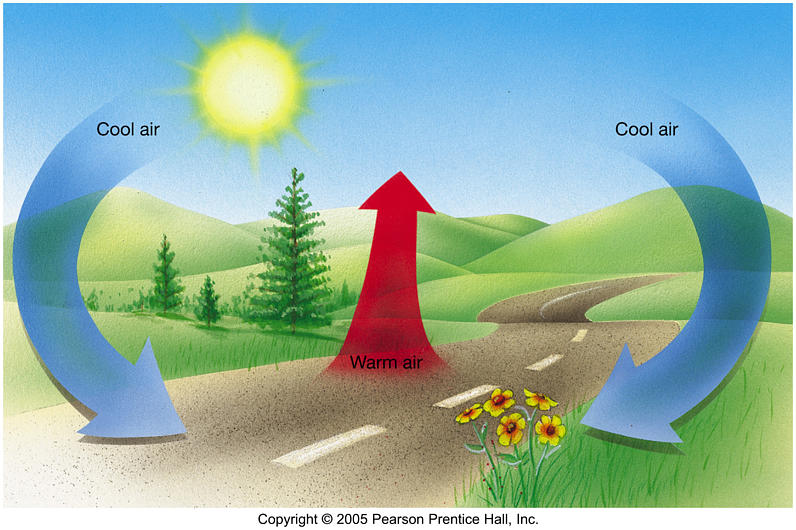 Cool air
Cool air
Warm air
Copyright © 2005 Pearson Prentice Hall, Inc.